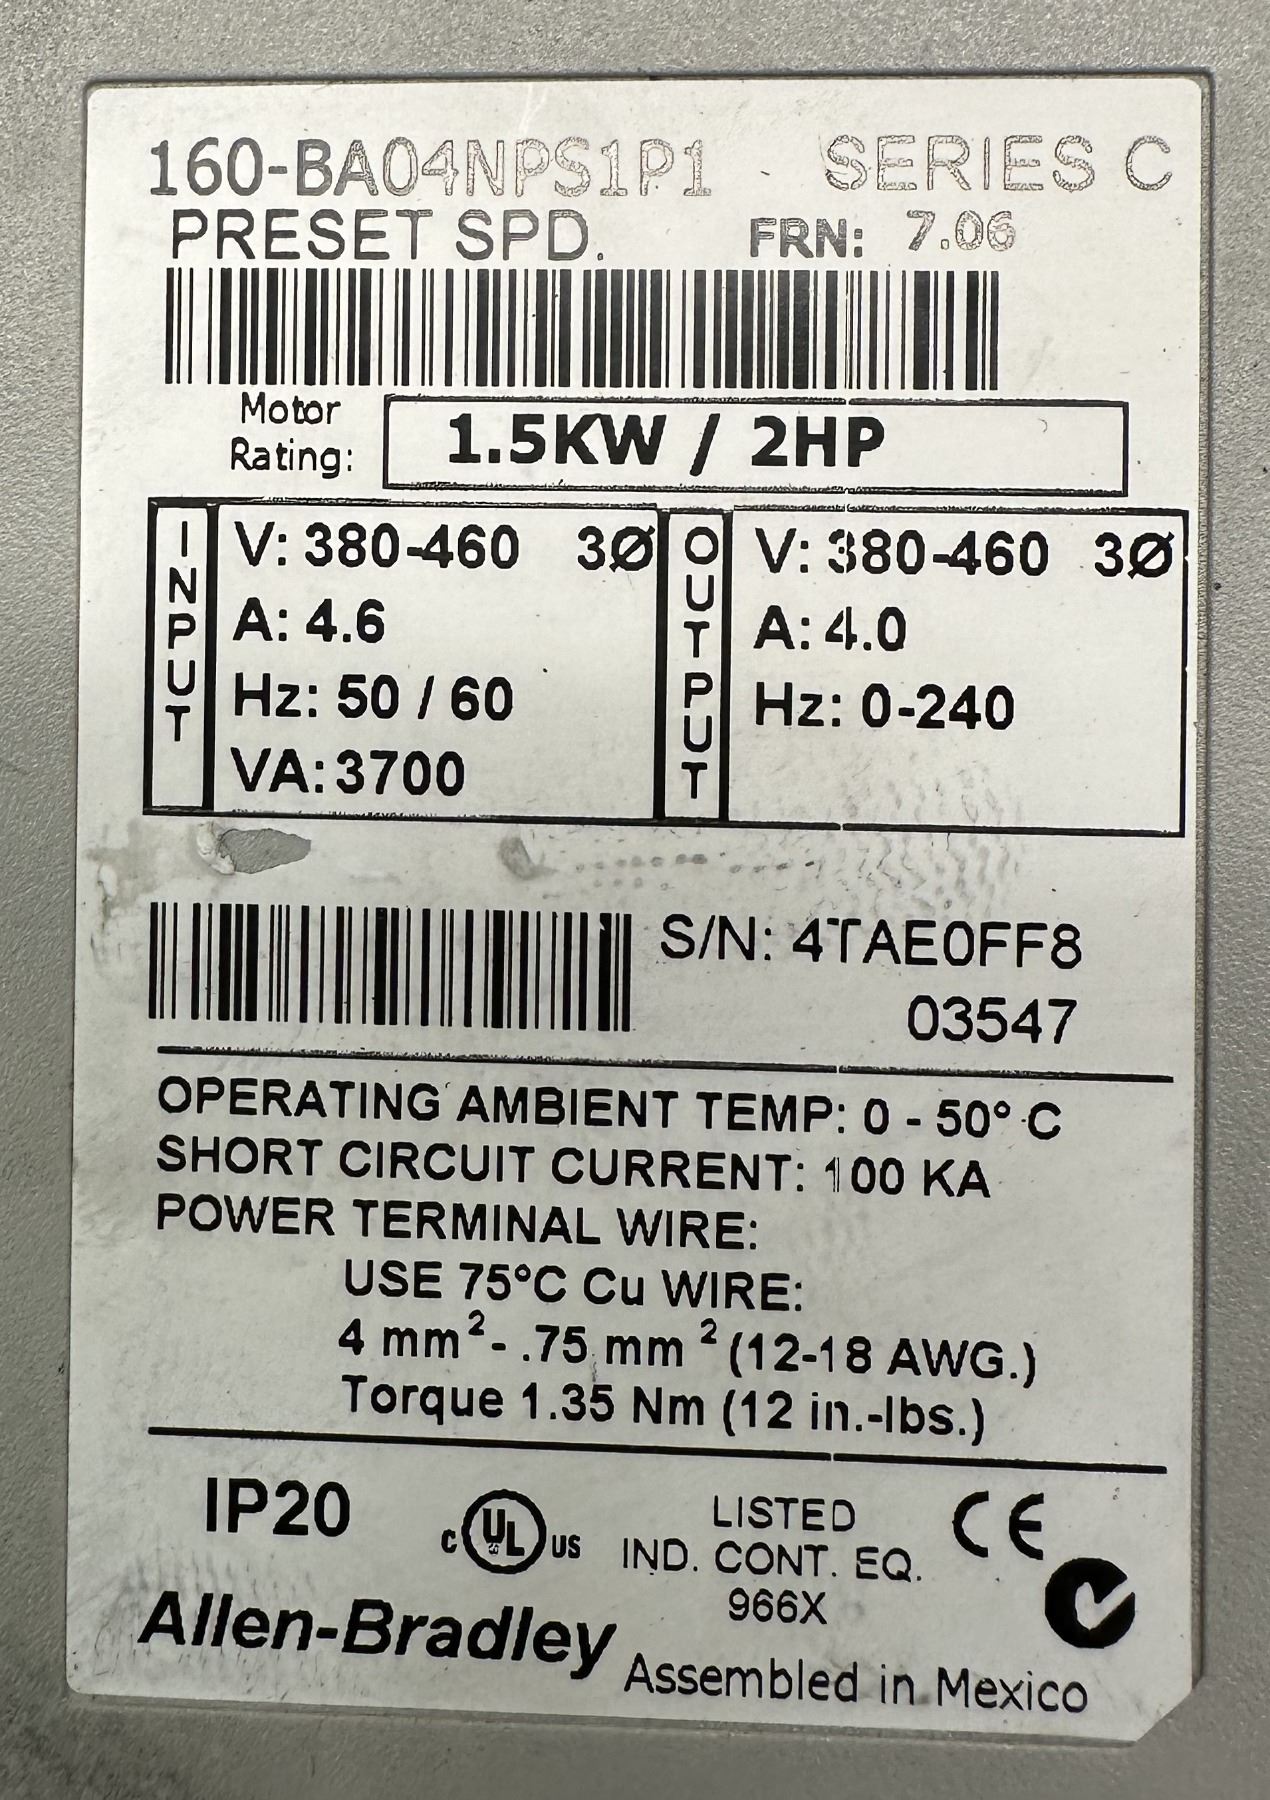 160-BA04NPS1P1 SERIES C
PRESET SPD. FRN: 7.06
Motor
Rating: 1.5KW / 2HP
INPUT
V: 380-460 3Ø
A: 4.6
Hz: 50 / 60
VA: 3700
OUTPUT
V: 380-460 3Ø
A: 4.0
Hz: 0-240
S/N: 4TAE0FF8
03547
OPERATING AMBIENT TEMP: 0 - 50° C
SHORT CIRCUIT CURRENT: 100 KA
POWER TERMINAL WIRE:
USE 75°C Cu WIRE:
4 mm² - .75 mm² (12-18 AWG.)
Torque 1.35 Nm (12 in.-lbs.)
IP20
C UL US
LISTED
IND. CONT. EQ.
966X
CE
Allen-Bradley
Assembled in Mexico